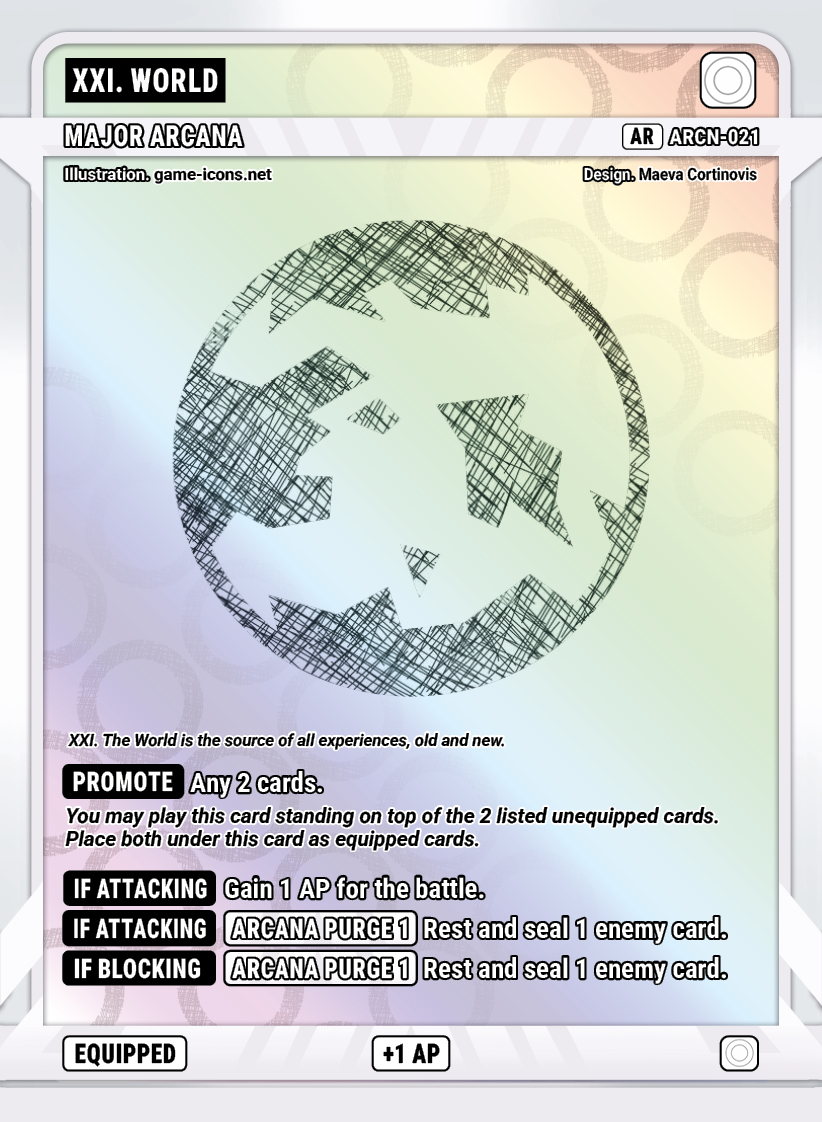 XXI. WORLD
MAJOR ARCANA
AR ARCN-021
Illustration. game-icons.net
Design. Maeva Cortinovis
XXI. The World is the source of all experiences, old and new.
PROMOTE Any 2 cards.
You may play this card standing on top of the 2 listed unequipped cards.
Place both under this card as equipped cards.
IF ATTACKING Gain 1 AP for the battle.
IF ATTACKING ARCANA PURGE 1 Rest and seal 1 enemy card.
IF BLOCKING ARCANA PURGE 1 Rest and seal 1 enemy card.
EQUIPPED
+1 AP